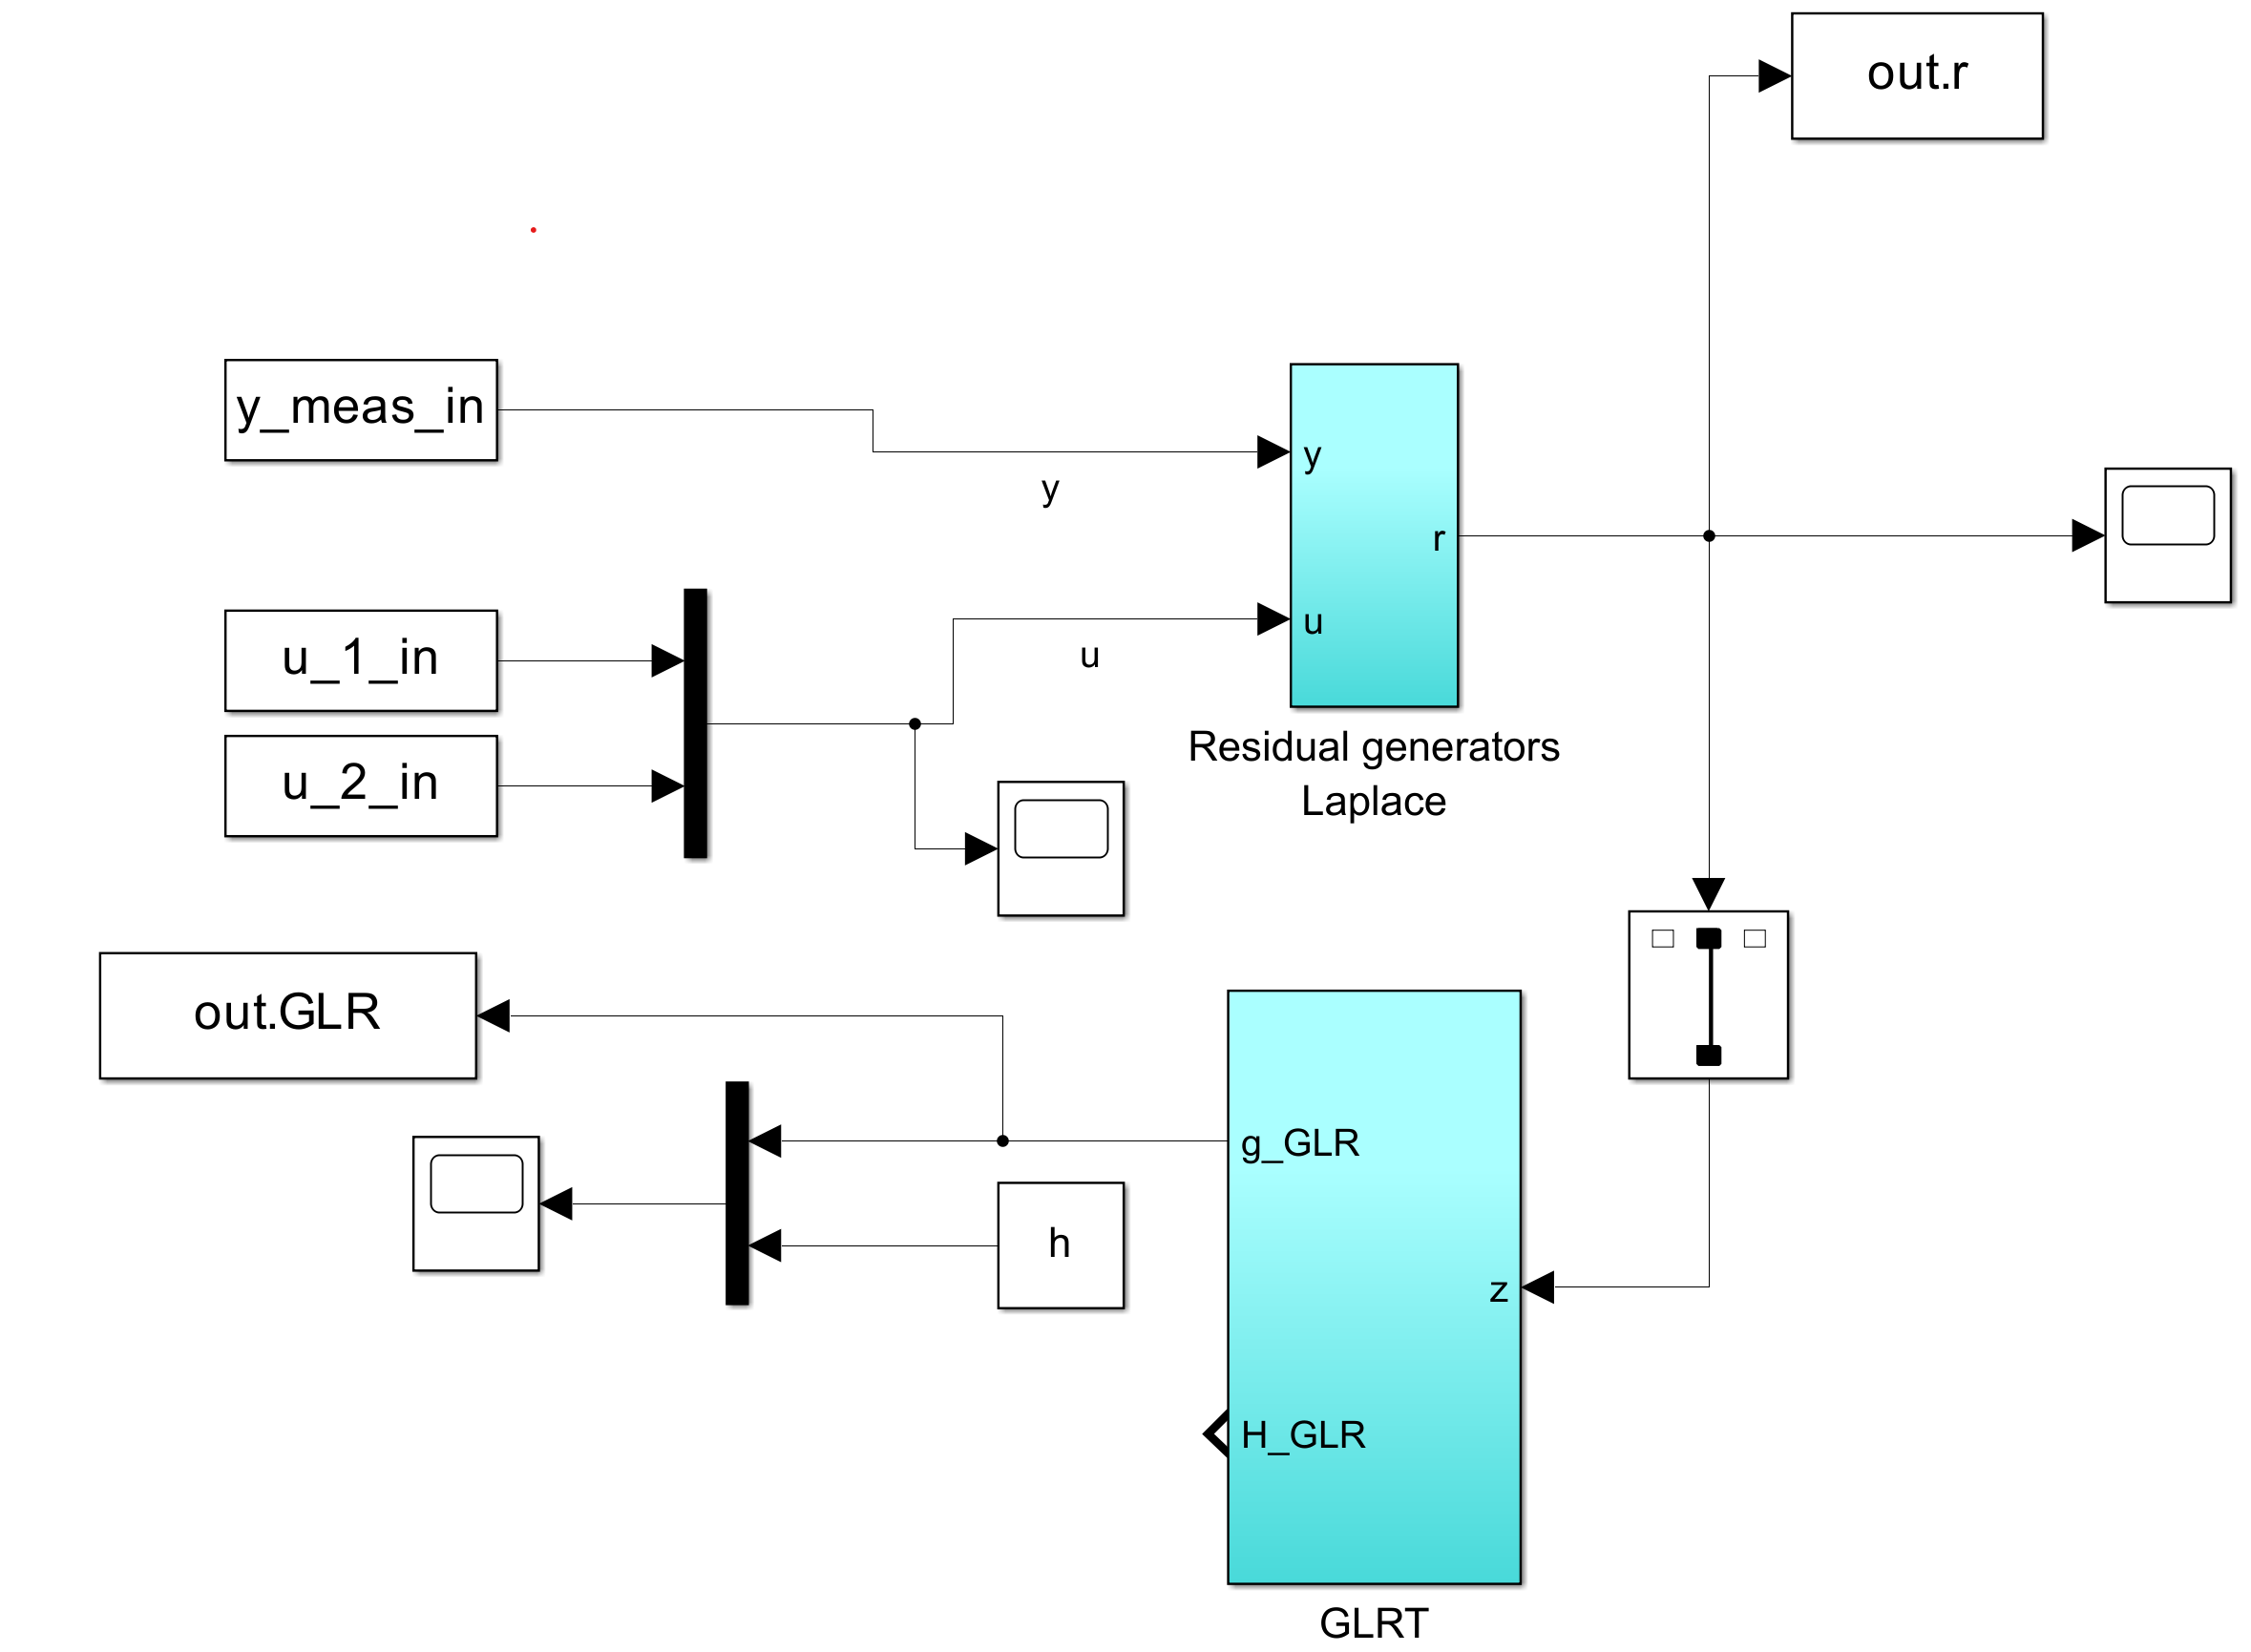 out.r
y_meas_in
y
y
r
u_1_in
u
u
u_2_in
Residual generators
Laplace
out.GLR
g_GLR
h
z
H_GLR
GLRT